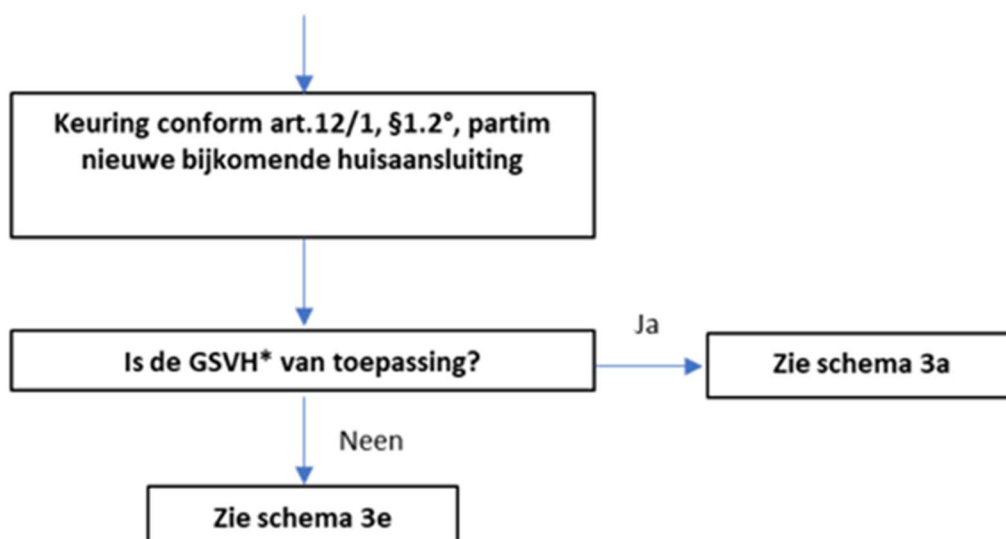 Keuring conform art.12/1, §1.2°, partim
nieuwe bijkomende huisaansluiting
Is de GSVH* van toepassing?
Ja
Zie schema 3a
Neen
Zie schema 3e